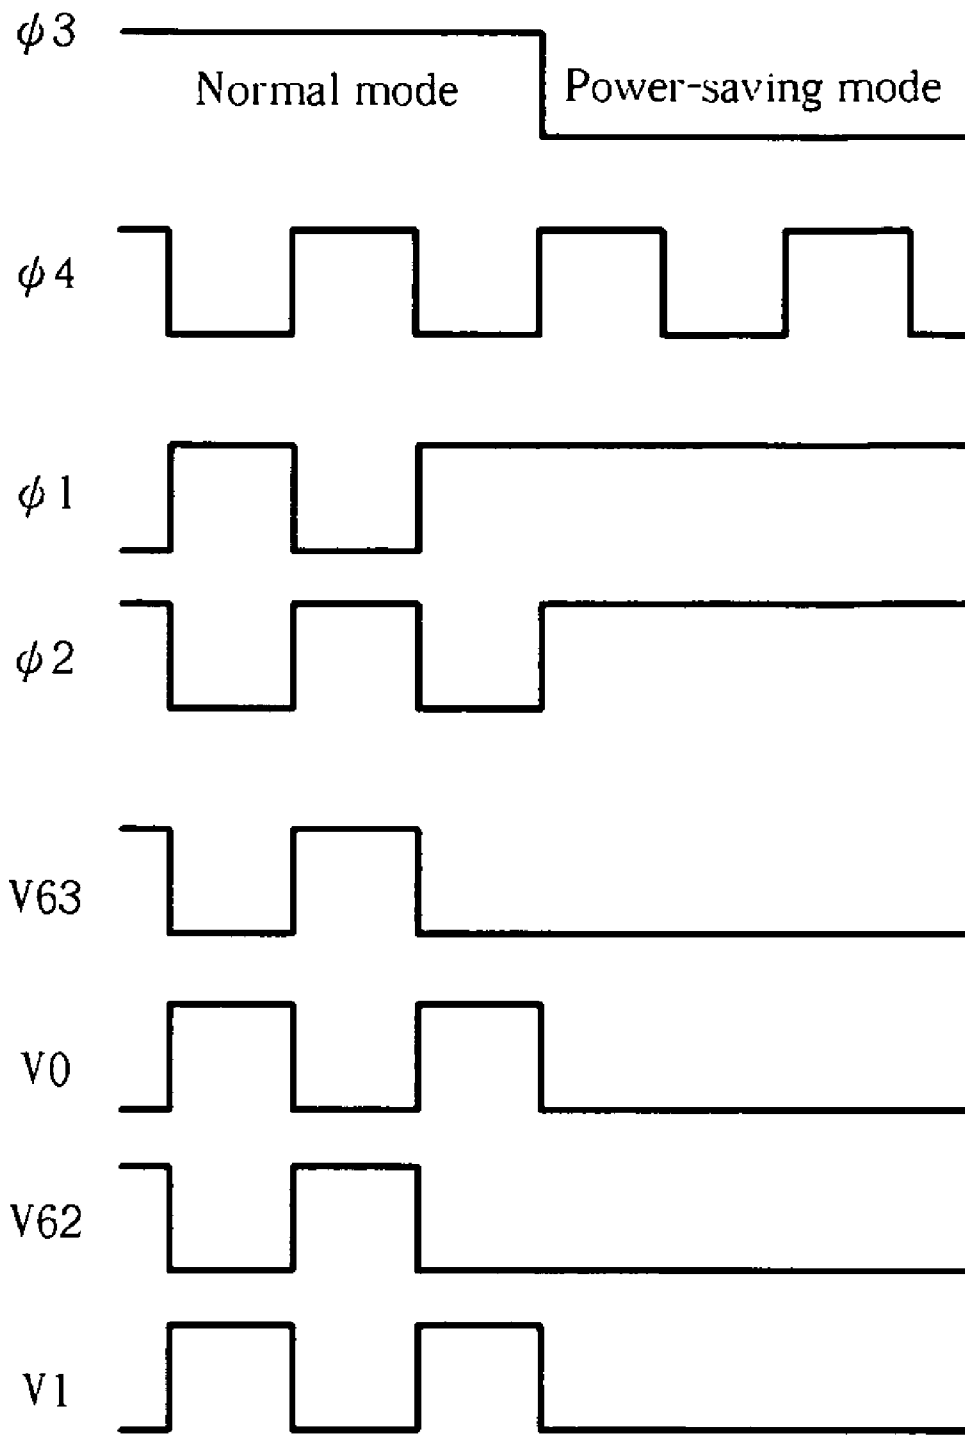 ϕ3
Normal mode
Power-saving mode
ϕ4
ϕ1
ϕ2
V63
V0
V62
V1